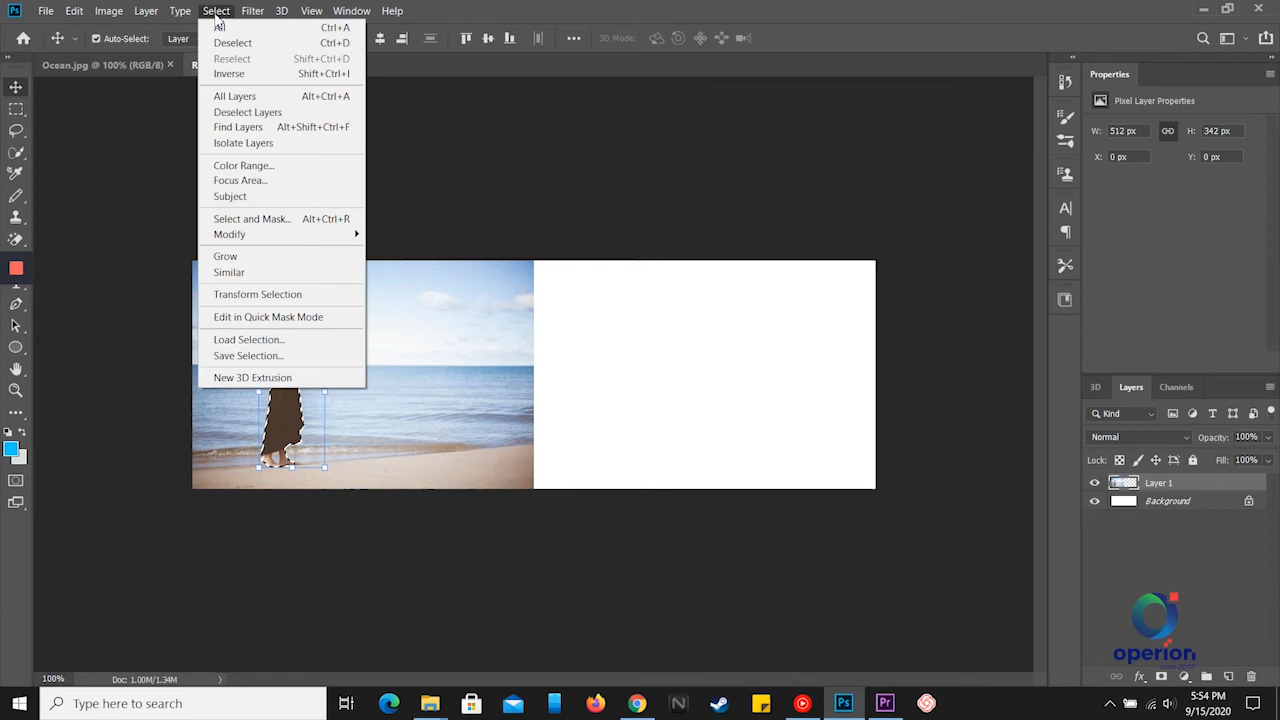 Ps File Edit Image Layer Type Select Filter 3D View Window Help
Auto-Select: Layer 3D Mode:
Ocean.jpg @ 100% (RGB/8) × R
All Ctrl+A
Deselect Ctrl+D
Reselect Shift+Ctrl+D
Inverse Shift+Ctrl+I
All Layers Alt+Ctrl+A
Deselect Layers
Find Layers Alt+Shift+Ctrl+F
Isolate Layers
Color Range...
Focus Area...
Subject
Select and Mask... Alt+Ctrl+R
Modify
Grow
Similar
Transform Selection
Edit in Quick Mask Mode
Load Selection...
Save Selection...
New 3D Extrusion
Properties
Pixel Layer Properties
W: 512 px H: 342 px
X: 0 px Y: 0 px
3D Layers Channels
Kind
Normal Opacity: 100%
Lock: Fill: 100%
Layer 1
Background
operion
since 2007
100% Doc: 1.00M/1.34M
Type here to search
Ps Pr
5:54 PM
9/15/2020